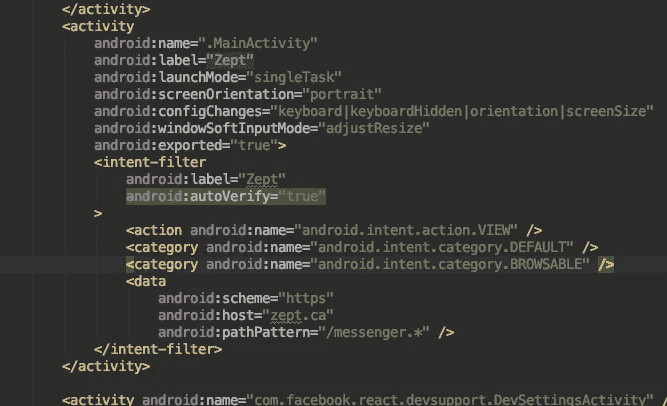 </activity>
<activity
android:name=".MainActivity"
android:label="Zept"
android:launchMode="singleTask"
android:screenOrientation="portrait"
android:configChanges="keyboard|keyboardHidden|orientation|screenSize"
android:windowSoftInputMode="adjustResize"
android:exported="true">
<intent-filter
android:label="Zept"
android:autoVerify="true"
>
<action android:name="android.intent.action.VIEW" />
<category android:name="android.intent.category.DEFAULT" />
<category android:name="android.intent.category.BROWSABLE" />
<data
android:scheme="https"
android:host="zept.ca"
android:pathPattern="/messenger.*" />
</intent-filter>
</activity>
<activity android:name="com.facebook.react.devsupport.DevSettingsActivity" /